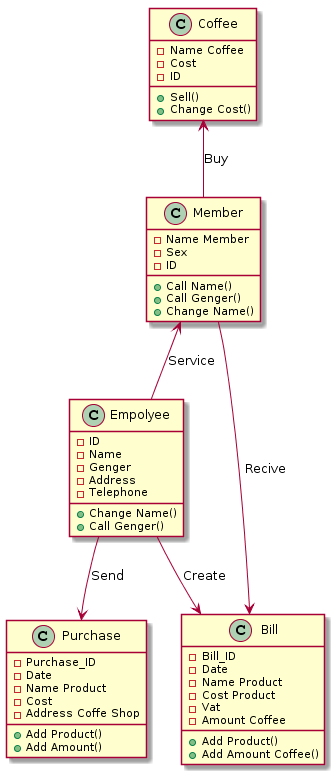 C Coffee
Name Coffee
Cost
ID
Sell()
Change Cost()
Buy
C Member
Name Member
Sex
ID
Call Name()
Call Genger()
Change Name()
Service
C Empolyee
ID
Name
Genger
Address
Telephone
Change Name()
Call Genger()
Recive
Send
Create
C Purchase
Purchase_ID
Date
Name Product
Cost
Address Coffe Shop
Add Product()
Add Amount()
C Bill
Bill_ID
Date
Name Product
Cost Product
Vat
Amount Coffee
Add Product()
Add Amount Coffee()